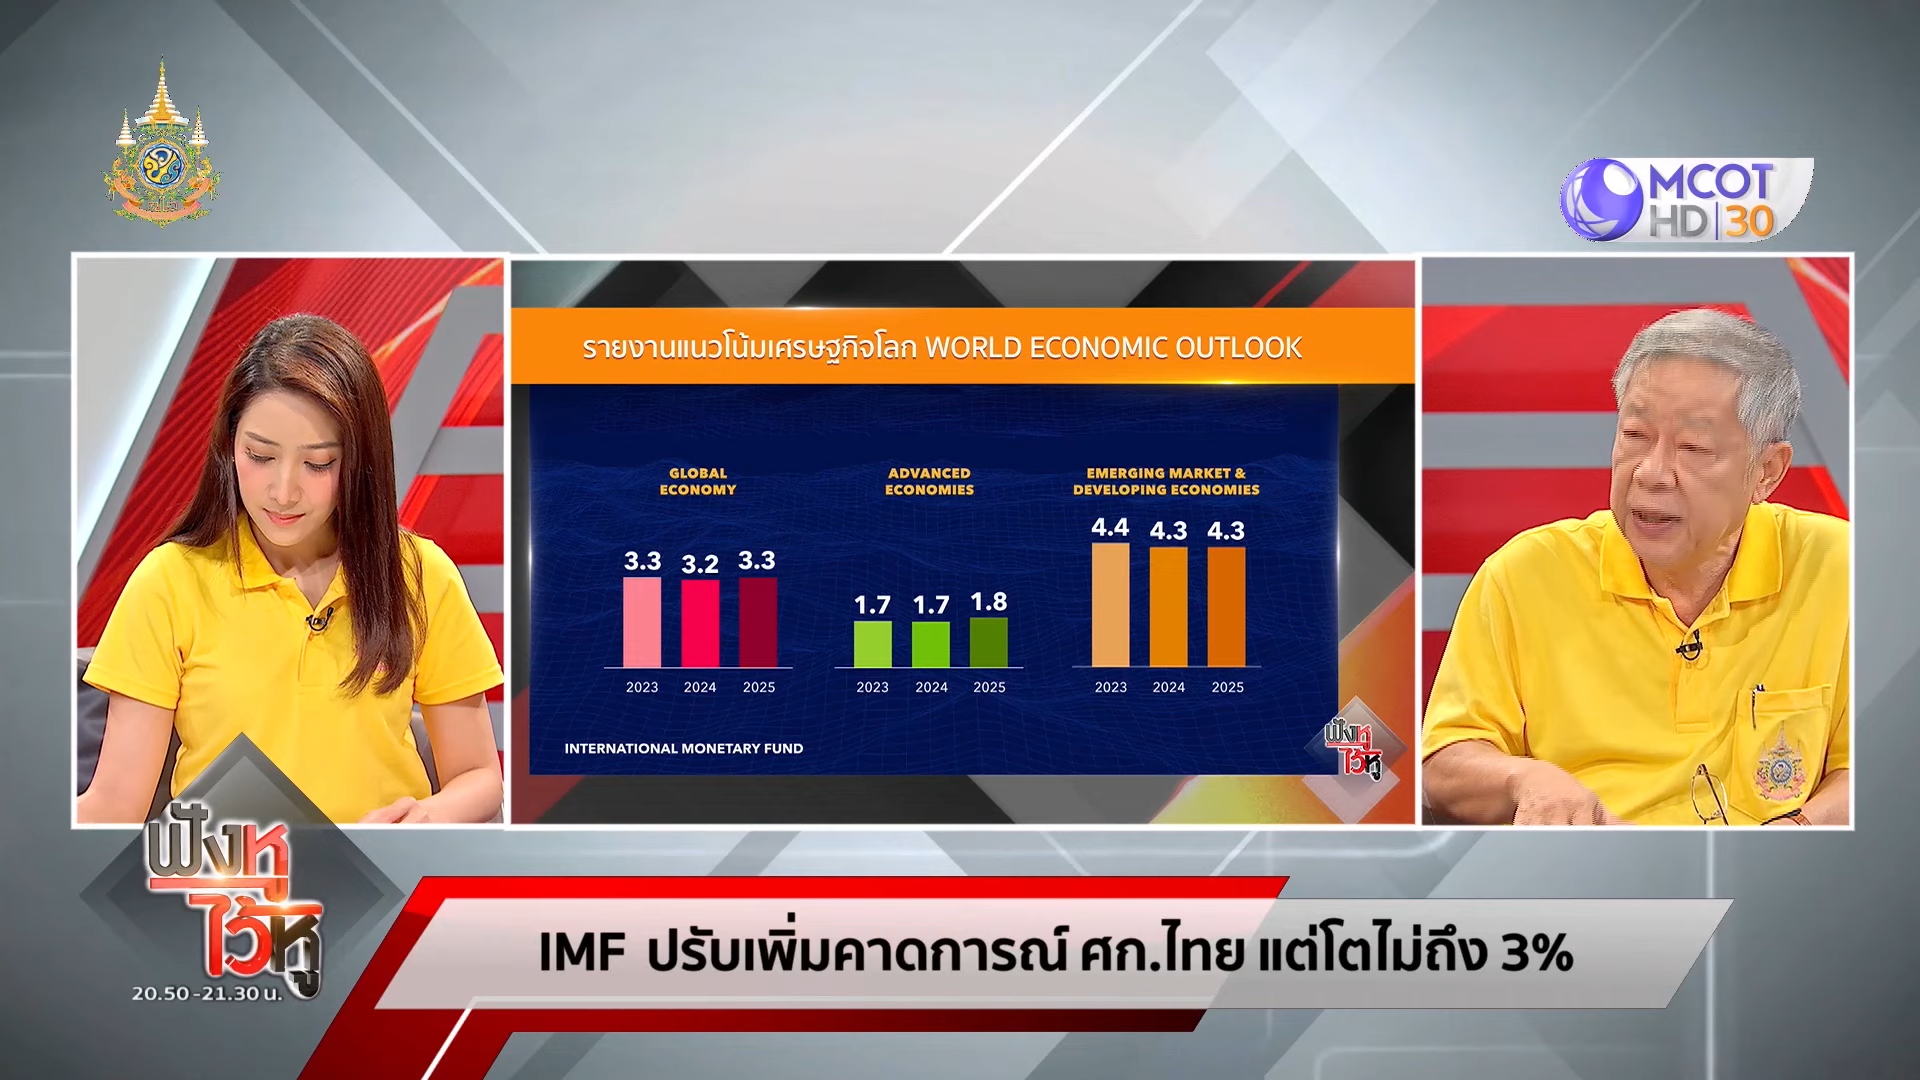 MCOT
HD 30
รายงานแนวโน้มเศรษฐกิจโลก WORLD ECONOMIC OUTLOOK
GLOBAL
ECONOMY
3.3 3.2 3.3
2023 2024 2025
ADVANCED
ECONOMIES
1.7 1.7 1.8
2023 2024 2025
EMERGING MARKET &
DEVELOPING ECONOMIES
4.4 4.3 4.3
2023 2024 2025
INTERNATIONAL MONETARY FUND
ฟังหู
ไว้หู
ฟังหู
ไว้หู
20.50-21.30 น.
IMF ปรับเพิ่มคาดการณ์ ศก.ไทย แต่โตไม่ถึง 3%